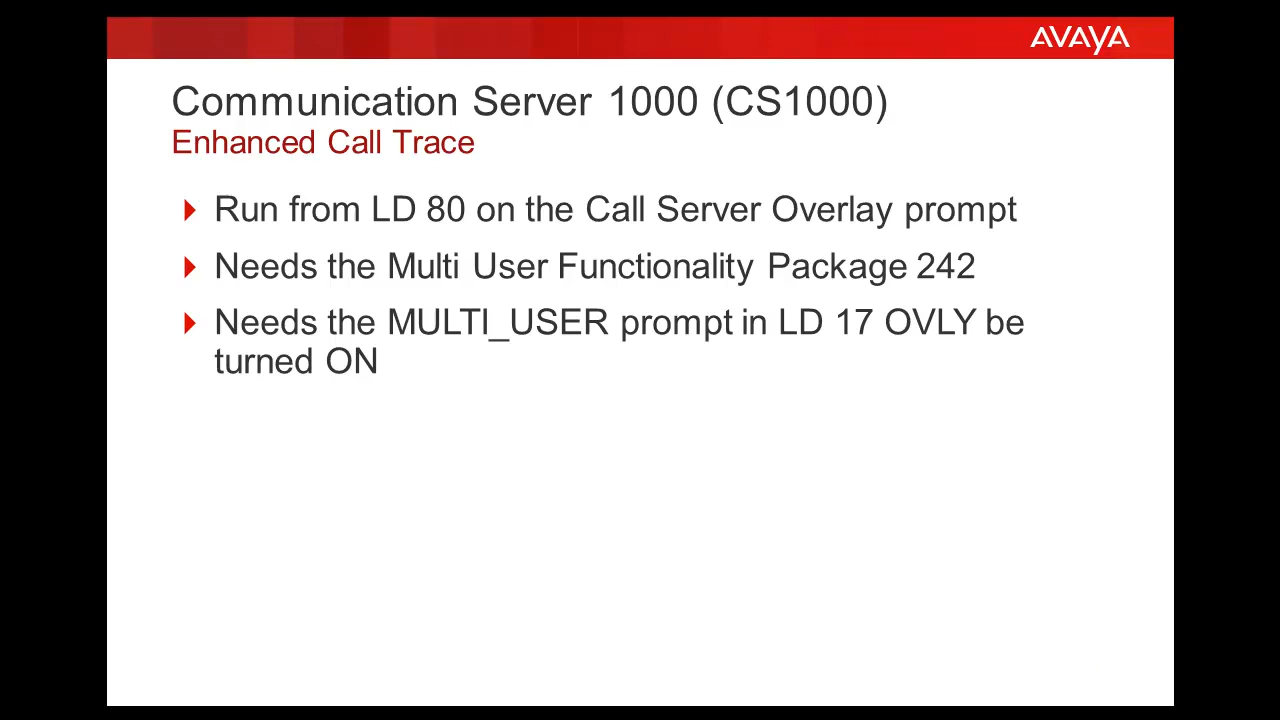 AVAYA
Communication Server 1000 (CS1000)
Enhanced Call Trace
Run from LD 80 on the Call Server Overlay prompt
Needs the Multi User Functionality Package 242
Needs the MULTI_USER prompt in LD 17 OVLY be
turned ON